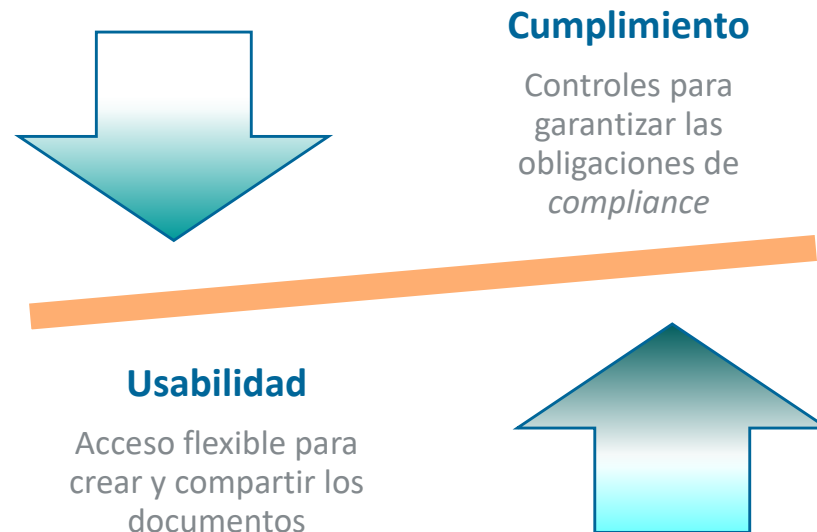 Cumplimiento
Controles para
garantizar las
obligaciones de
compliance
Usabilidad
Acceso flexible para
crear y compartir los
documentos